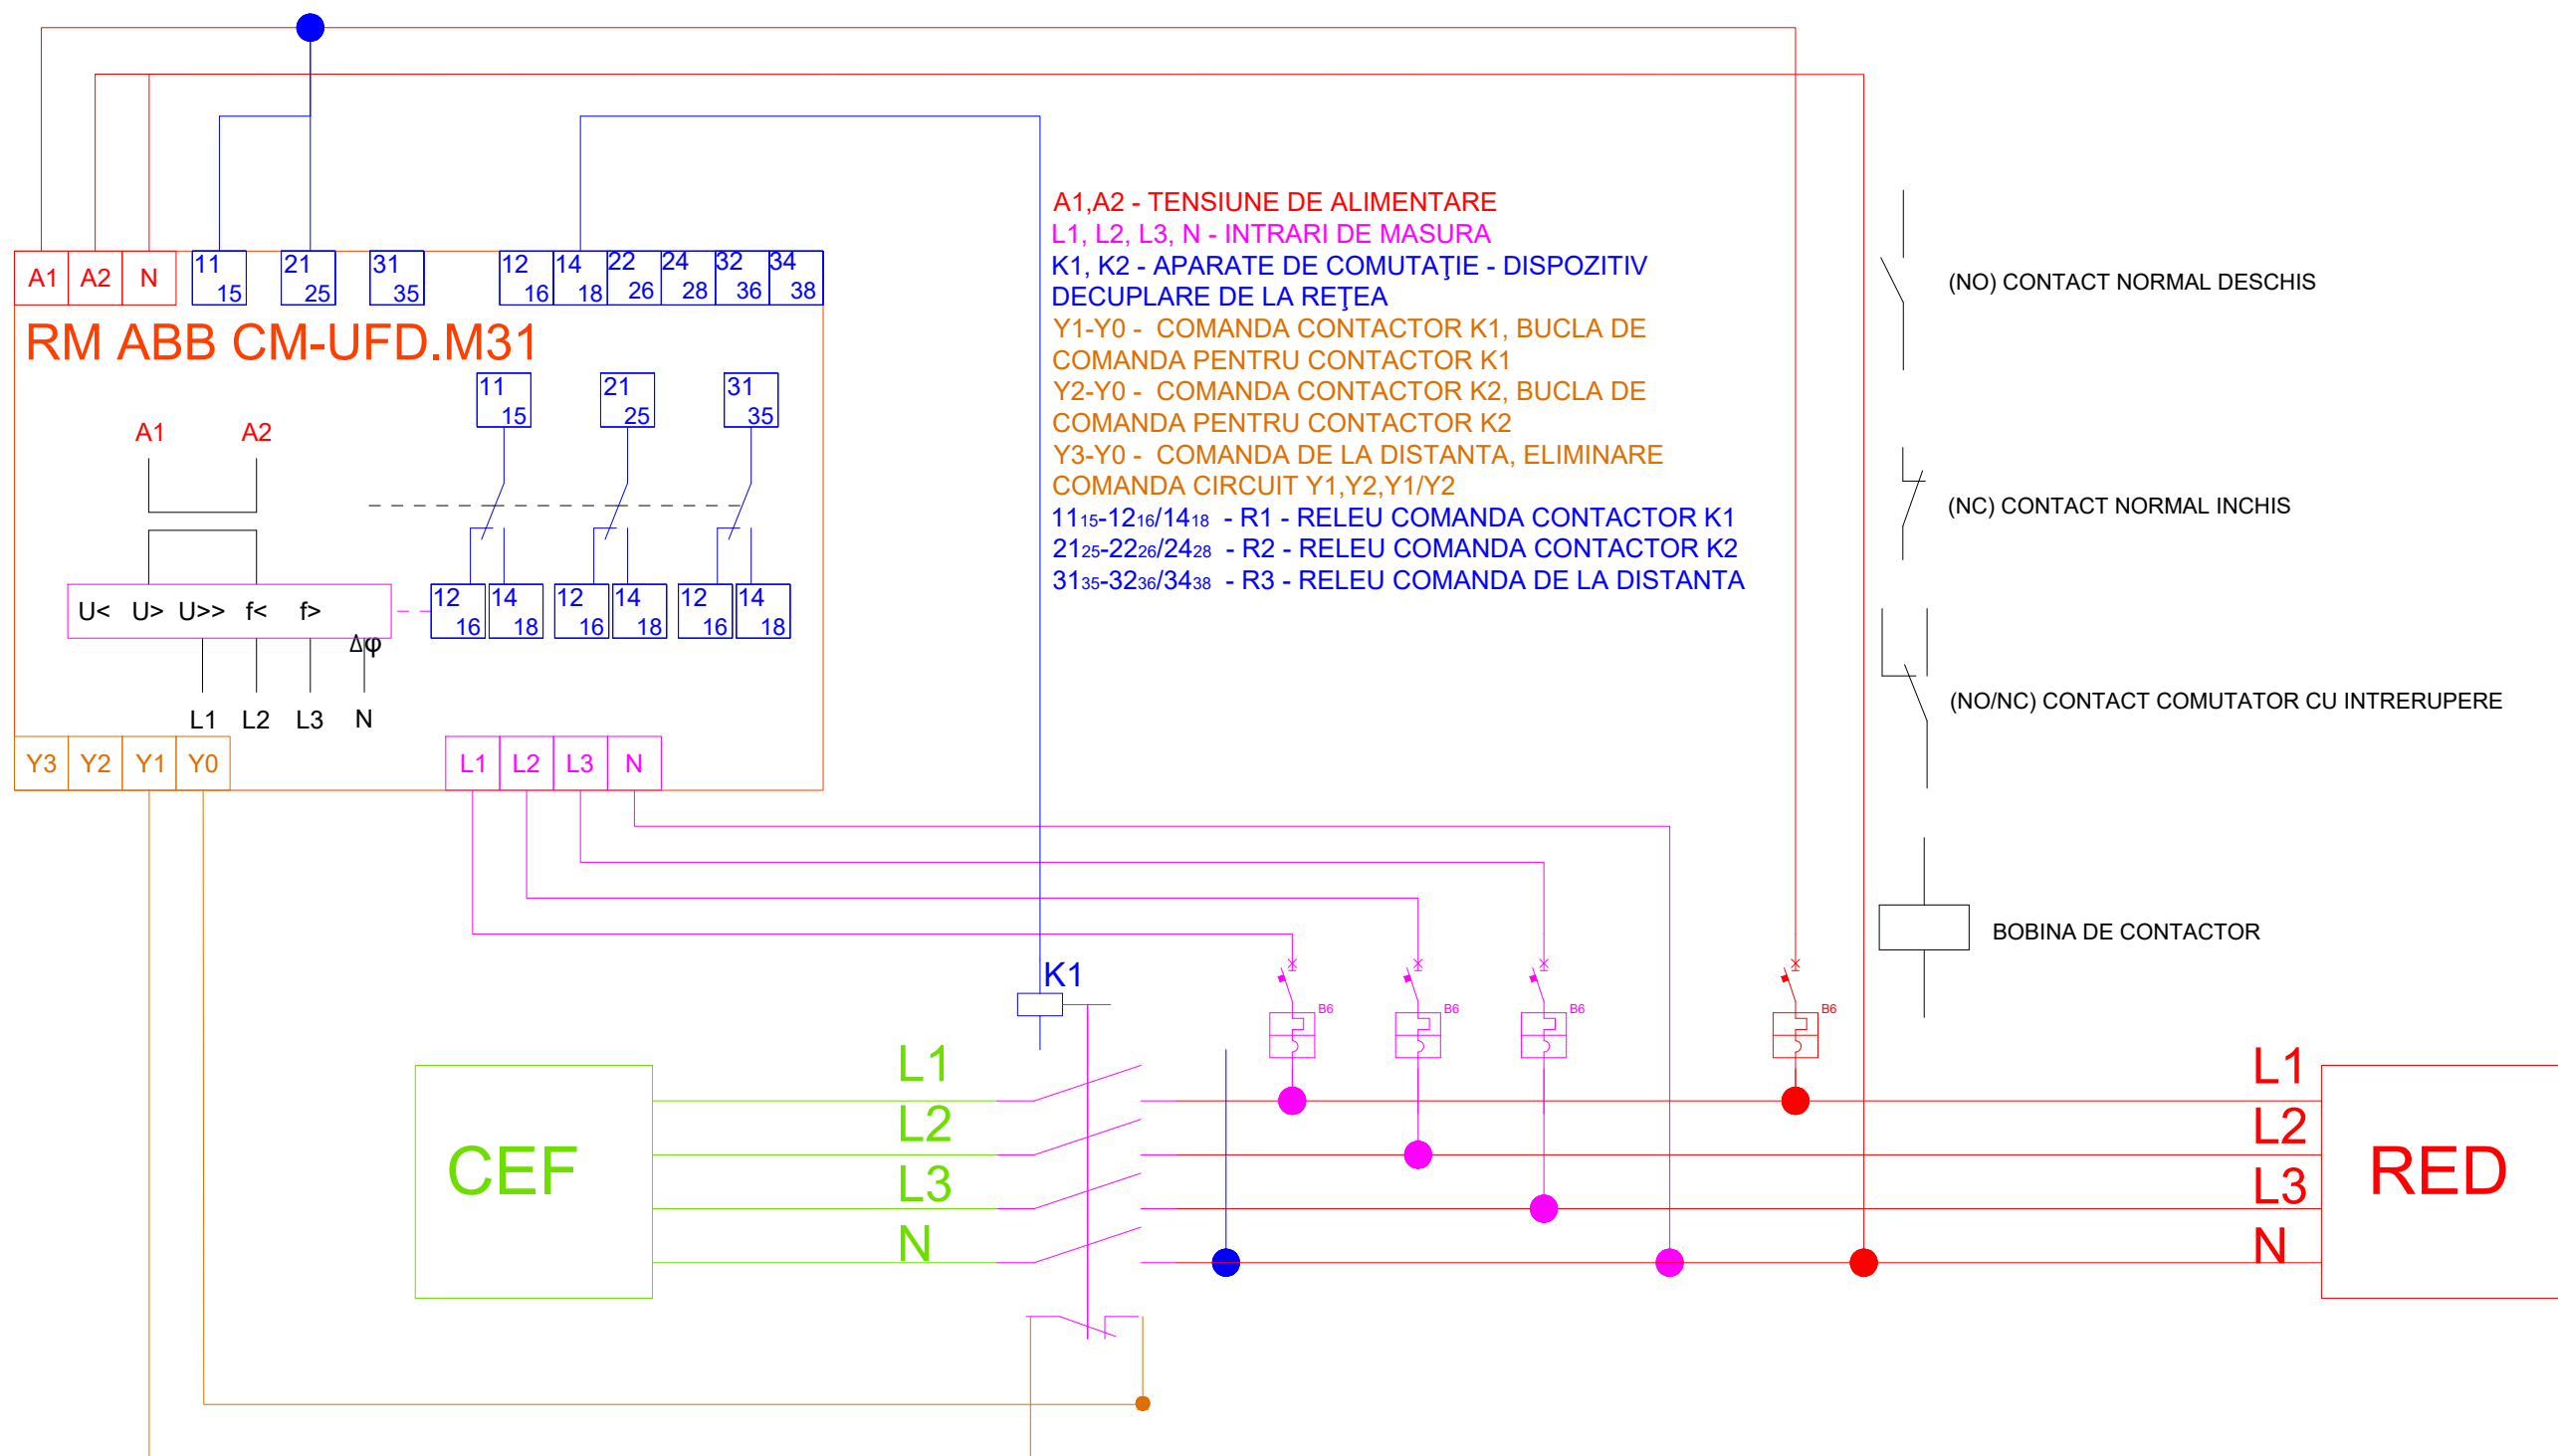 A1 A2 N 11 15 21 25 31 35 12 16 14 18 22 26 24 28 32 36 34 38
RM ABB CM-UFD.M31
11 15 21 25 31 35
A1 A2
U< U> U>> f< f>
Δφ
12 16 14 18 12 16 14 18 12 16 14 18
L1 L2 L3 N
Y3 Y2 Y1 Y0 L1 L2 L3 N
A1,A2 - TENSIUNE DE ALIMENTARE
L1, L2, L3, N - INTRARI DE MASURA
K1, K2 - APARATE DE COMUTAŢIE - DISPOZITIV
DECUPLARE DE LA REŢEA
Y1-Y0 - COMANDA CONTACTOR K1, BUCLA DE
COMANDA PENTRU CONTACTOR K1
Y2-Y0 - COMANDA CONTACTOR K2, BUCLA DE
COMANDA PENTRU CONTACTOR K2
Y3-Y0 - COMANDA DE LA DISTANTA, ELIMINARE
COMANDA CIRCUIT Y1,Y2,Y1/Y2
1115-1216/1418 - R1 - RELEU COMANDA CONTACTOR K1
2125-2226/2428 - R2 - RELEU COMANDA CONTACTOR K2
3135-3236/3438 - R3 - RELEU COMANDA DE LA DISTANTA
(NO) CONTACT NORMAL DESCHIS
(NC) CONTACT NORMAL INCHIS
(NO/NC) CONTACT COMUTATOR CU INTRERUPERE
BOBINA DE CONTACTOR
K1
B6 B6 B6 B6
CEF
L1
L2
L3
N
L1
L2
L3
N
RED